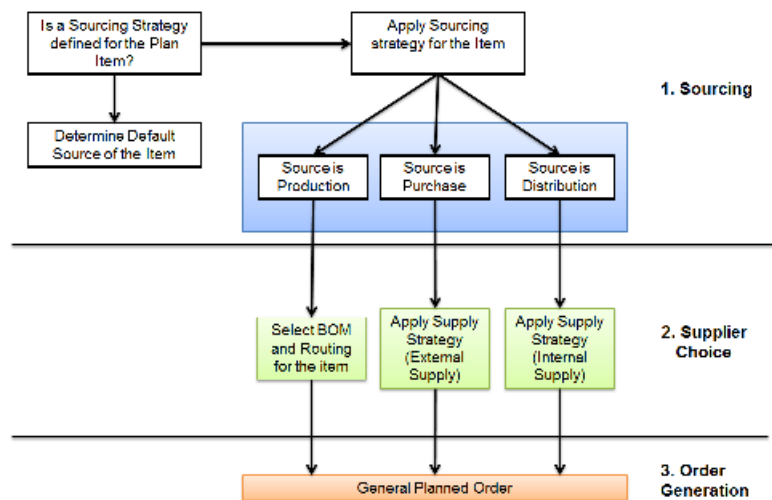 Is a Sourcing Strategy
defined for the Plan
Item?
Apply Sourcing
strategy for the Item
1. Sourcing
Determine Default
Source of the Item
Source is
Production
Source is
Purchase
Source is
Distribution
Select BOM
and Routing
for the item
Apply Supply
Strategy
(External
Supply)
Apply Supply
Strategy
(Internal
Supply)
2. Supplier
Choice
General Planned Order
3. Order
Generation